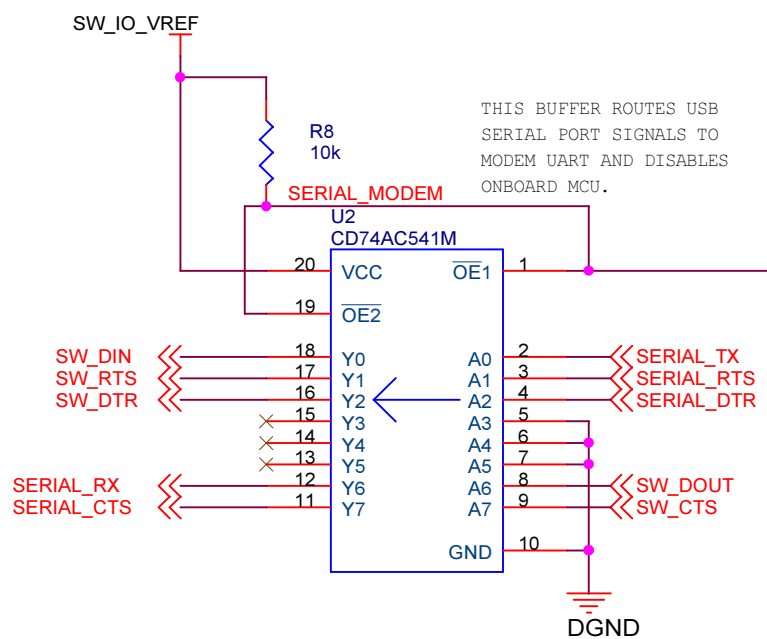 SW_IO_VREF
THIS BUFFER ROUTES USB
SERIAL PORT SIGNALS TO
MODEM UART AND DISABLES
ONBOARD MCU.
R8
10k
SERIAL_MODEM
U2
CD74AC541M
20 VCC OE1 1
19 OE2
SW_DIN 18 Y0 A0 2 SERIAL_TX
SW_RTS 17 Y1 A1 3 SERIAL_RTS
SW_DTR 16 Y2 A2 4 SERIAL_DTR
15 Y3 A3 5
14 Y4 A4 6
13 Y5 A5 7
SERIAL_RX 12 Y6 A6 8 SW_DOUT
SERIAL_CTS 11 Y7 A7 9 SW_CTS
GND 10
DGND